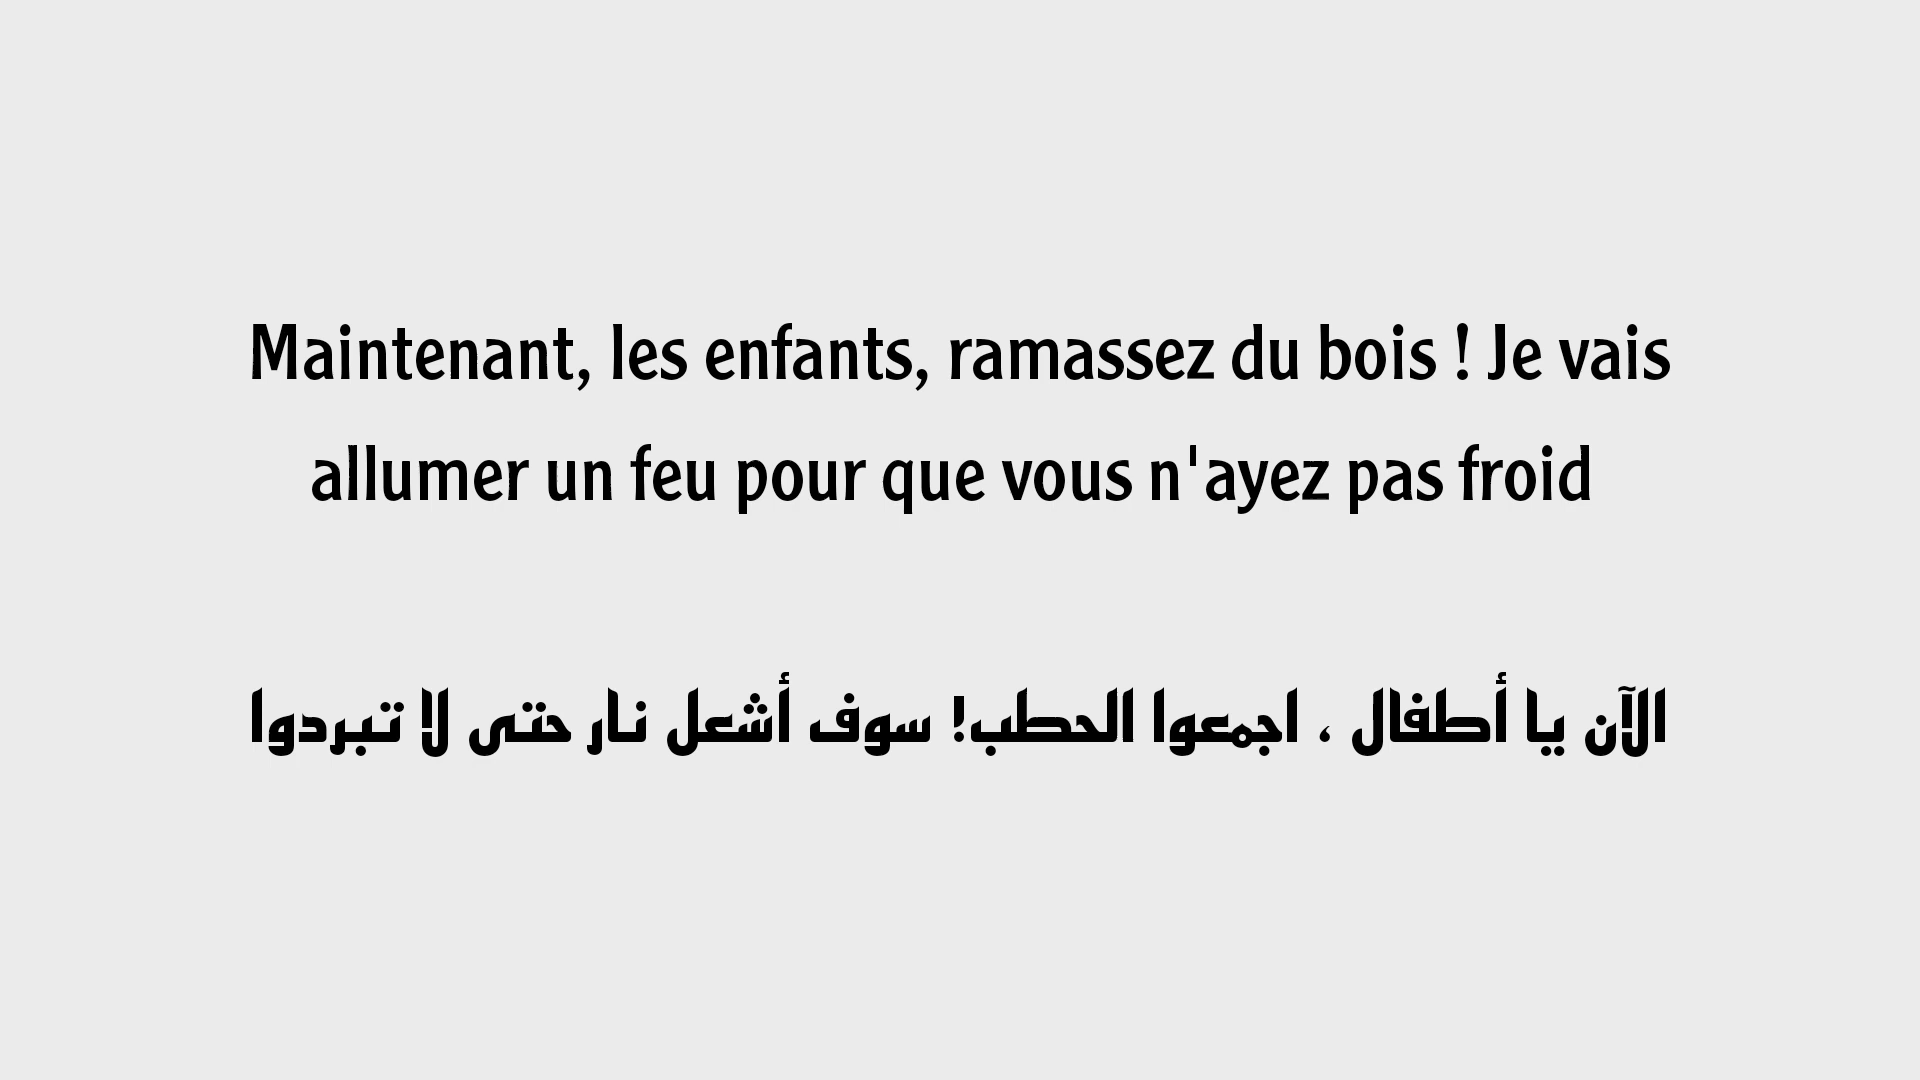 Maintenant, les enfants, ramassez du bois ! Je vais
allumer un feu pour que vous n'ayez pas froid
الآن يا أطفال ، اجمعوا الحطب! سوف أشعل نار حتى لا تبردوا